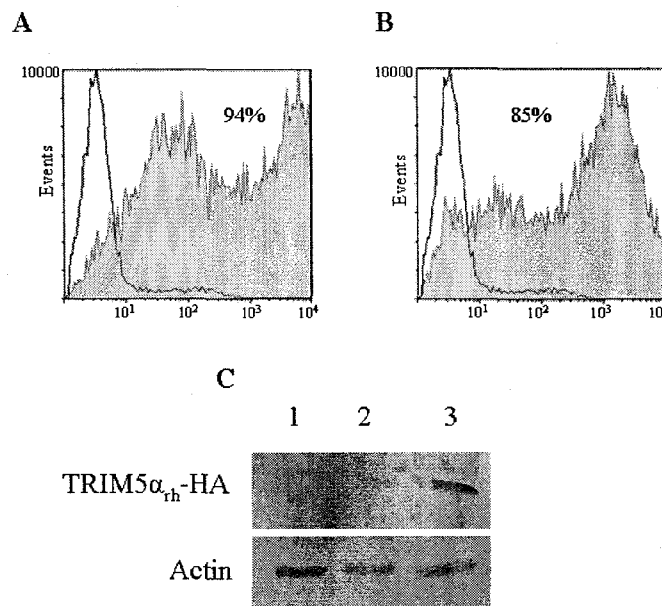 A
B
10000
94%
Events
10¹ 10² 10³ 10⁴
10000
85%
Events
10¹ 10² 10³
C
1 2 3
TRIM5α_rh-HA
Actin